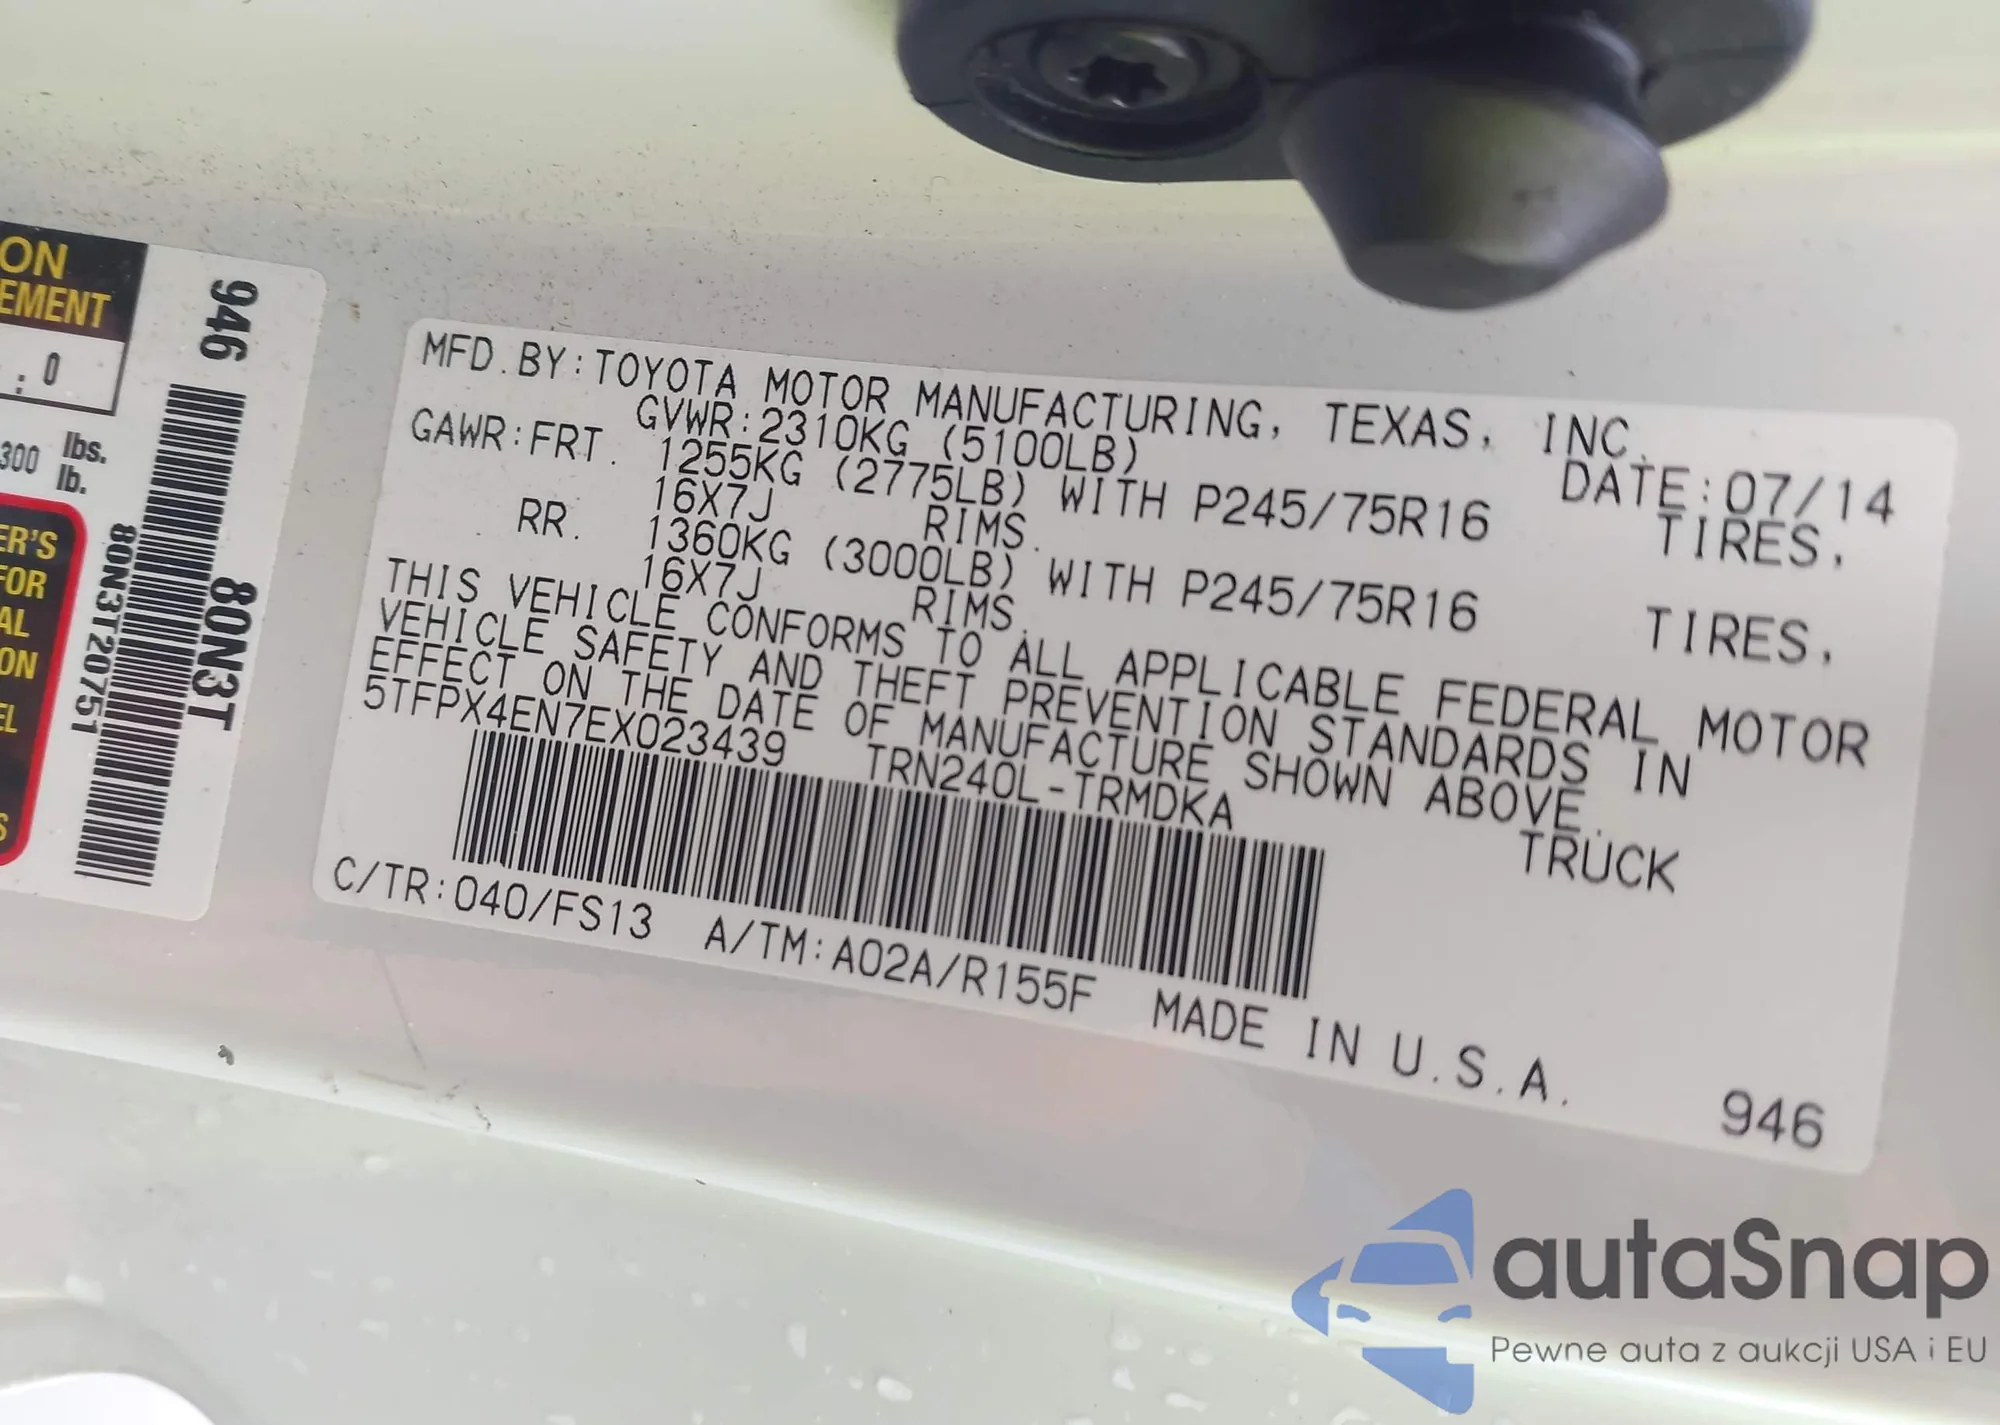 ON
EMENT
: 0
300 lbs.
lb.
ER'S
FOR
AL
ON
EL
S
946
80N3T
80N3T20751
MFD. BY: TOYOTA MOTOR MANUFACTURING, TEXAS, INC.
GVWR: 2310KG (5100LB) DATE: 07/14
GAWR: FRT. 1255KG (2775LB) WITH P245/75R16 TIRES,
16X7J RIMS.
RR. 1360KG (3000LB) WITH P245/75R16 TIRES,
16X7J RIMS.
THIS VEHICLE CONFORMS TO ALL APPLICABLE FEDERAL MOTOR
VEHICLE SAFETY AND THEFT PREVENTION STANDARDS IN
EFFECT ON THE DATE OF MANUFACTURE SHOWN ABOVE.
5TFPX4EN7EX023439 TRN240L-TRMDKA TRUCK
C/TR: 040/FS13 A/TM: A02A/R155F MADE IN U.S.A. 946
autaSnap
Pewne auta z aukcji USA i EU